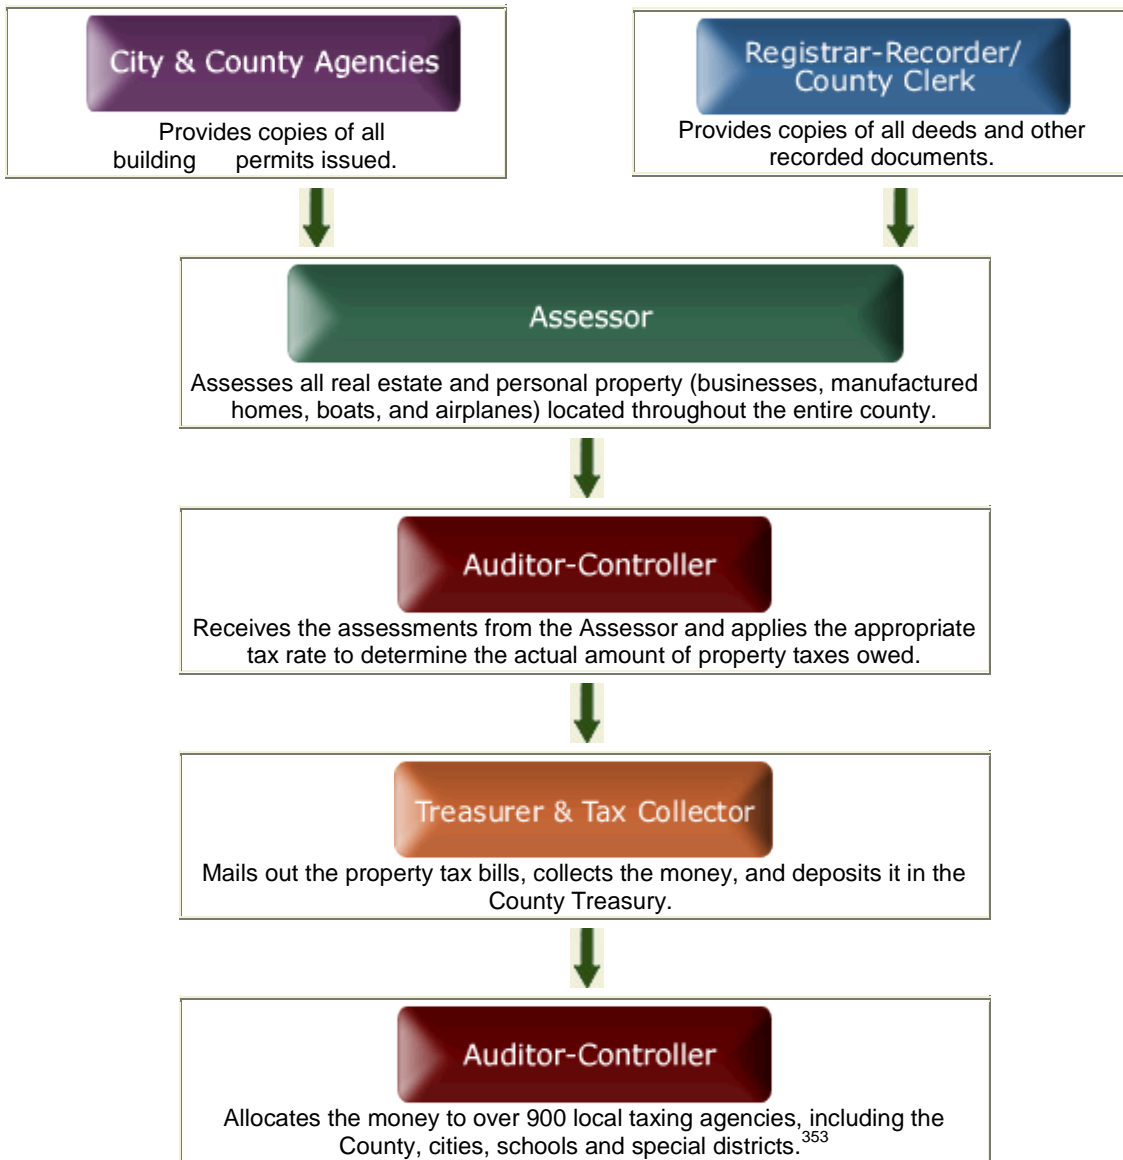 City & County Agencies
Provides copies of all
building permits issued.
Registrar-Recorder/
County Clerk
Provides copies of all deeds and other
recorded documents.
Assessor
Assesses all real estate and personal property (businesses, manufactured
homes, boats, and airplanes) located throughout the entire county.
Auditor-Controller
Receives the assessments from the Assessor and applies the appropriate
tax rate to determine the actual amount of property taxes owed.
Treasurer & Tax Collector
Mails out the property tax bills, collects the money, and deposits it in the
County Treasury.
Auditor-Controller
Allocates the money to over 900 local taxing agencies, including the
County, cities, schools and special districts.353